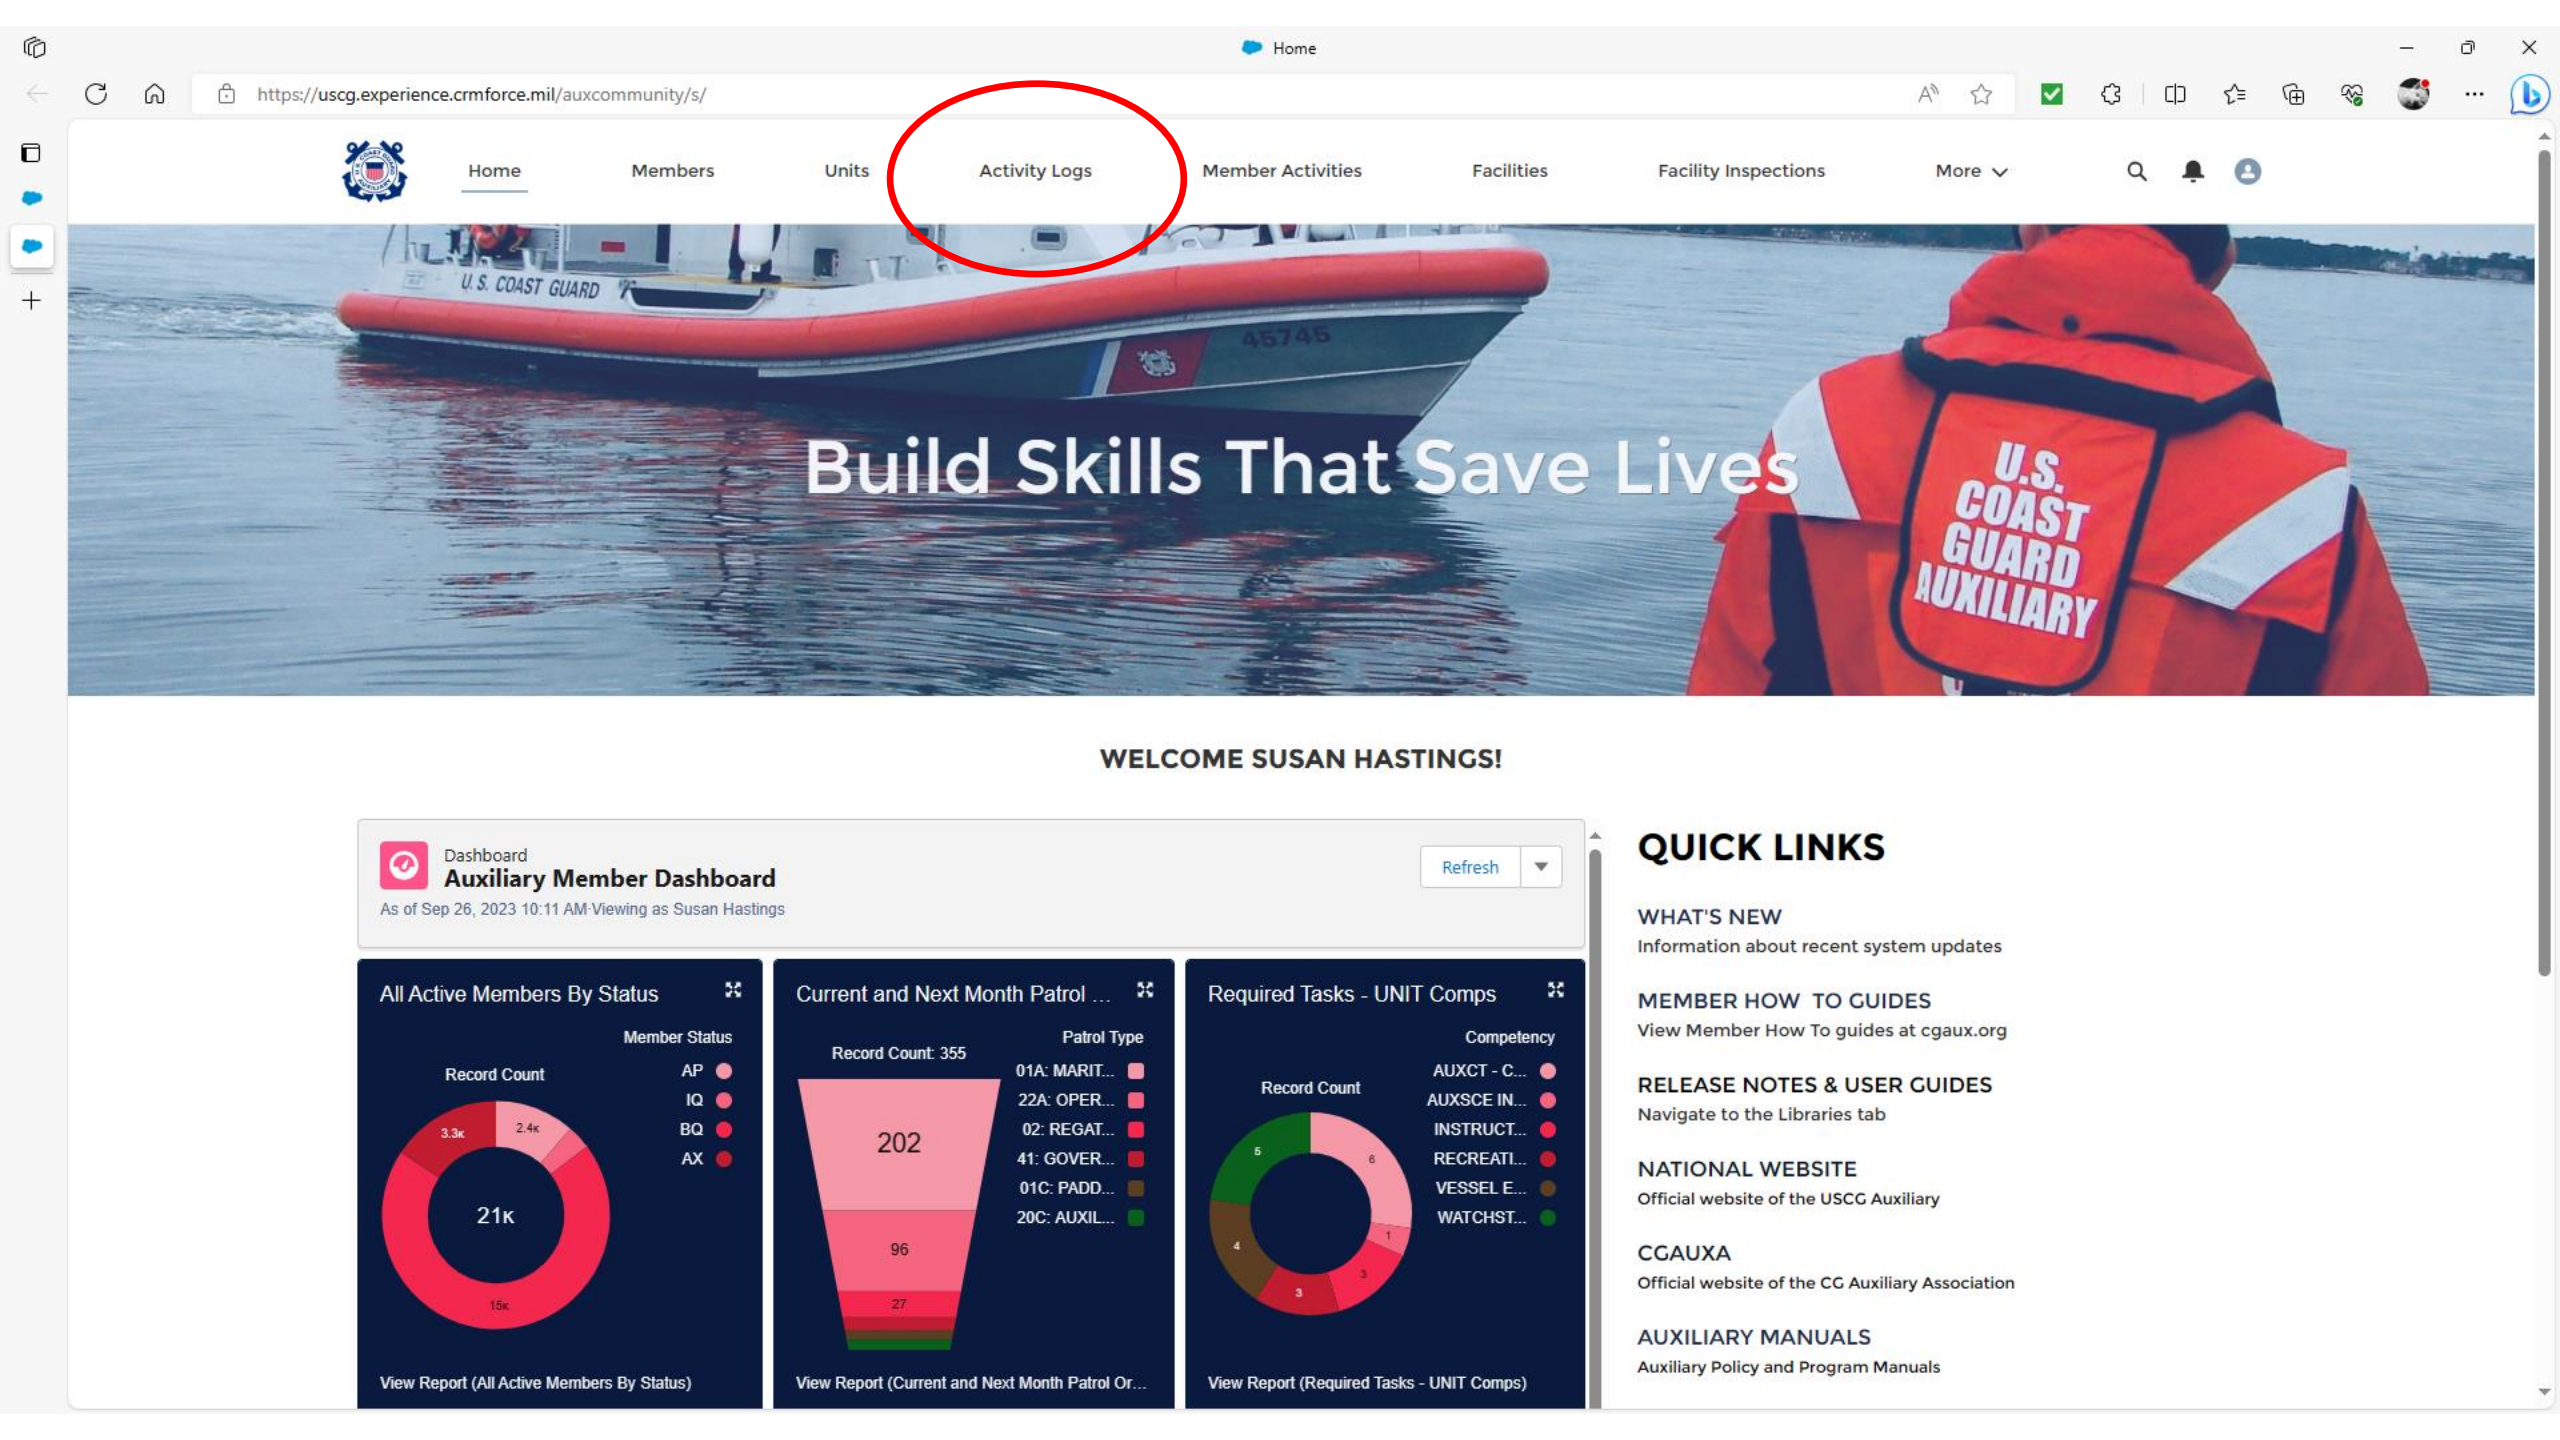 Home
https://uscg.experience.crmforce.mil/auxcommunity/s/
Home Members Units Activity Logs Member Activities Facilities Facility Inspections More
U.S. COAST GUARD
45745
Build Skills That Save Lives
U.S.
COAST
GUARD
AUXILIARY
WELCOME SUSAN HASTINGS!
Dashboard
Auxiliary Member Dashboard
As of Sep 26, 2023 10:11 AM·Viewing as Susan Hastings
Refresh
All Active Members By Status
Member Status
Record Count
AP
IQ
BQ
AX
3.3K
2.4K
21K
15K
View Report (All Active Members By Status)
Current and Next Month Patrol ...
Patrol Type
Record Count: 355
01A: MARIT...
22A: OPER...
02: REGAT...
41: GOVER...
01C: PADD...
20C: AUXIL...
202
96
27
View Report (Current and Next Month Patrol Or...
Required Tasks - UNIT Comps
Competency
Record Count
AUXCT - C...
AUXSCE IN...
INSTRUCT...
RECREATI...
VESSEL E...
WATCHST...
5
6
4
1
3
3
View Report (Required Tasks - UNIT Comps)
QUICK LINKS
WHAT'S NEW
Information about recent system updates
MEMBER HOW TO GUIDES
View Member How To guides at cgaux.org
RELEASE NOTES & USER GUIDES
Navigate to the Libraries tab
NATIONAL WEBSITE
Official website of the USCG Auxiliary
CGAUXA
Official website of the CG Auxiliary Association
AUXILIARY MANUALS
Auxiliary Policy and Program Manuals